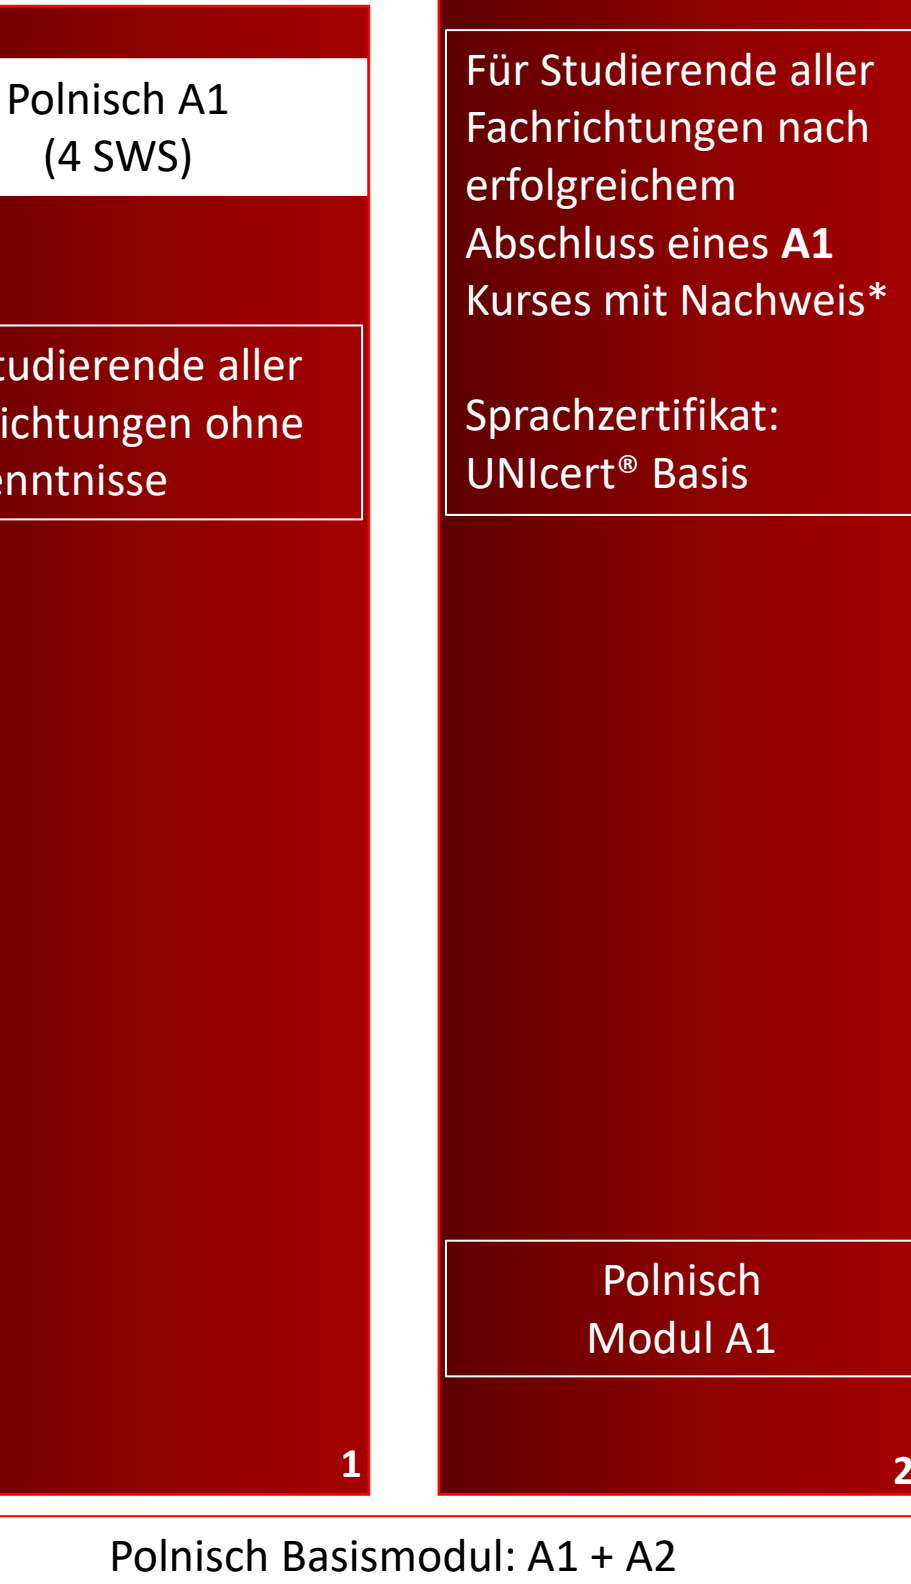 Polnisch A1
(4 SWS)
tudierende aller
ichtungen ohne
enntnisse
1
Für Studierende aller
Fachrichtungen nach
erfolgreichem
Abschluss eines A1
Kurses mit Nachweis*
Sprachzertifikat:
UNIcert® Basis
Polnisch
Modul A1
2
Polnisch Basismodul: A1 + A2